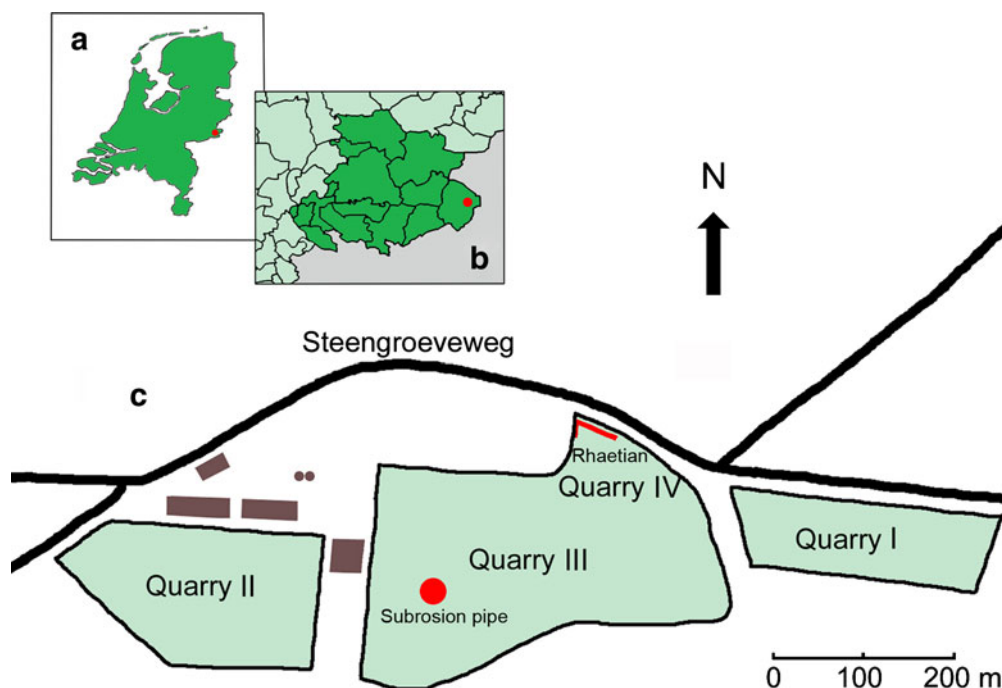 a
b
N
Steengroeveweg
c
Rhaetian
Quarry IV
Quarry I
Quarry III
Quarry II
Subrosion pipe
0 100 200 m